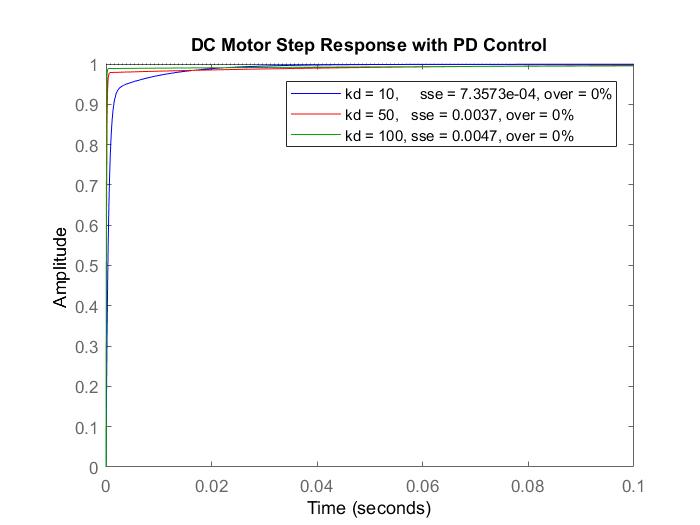 DC Motor Step Response with PD Control
1
0.9
0.8
0.7
0.6
0.5
0.4
0.3
0.2
0.1
0
Amplitude
kd = 10, sse = 7.3573e-04, over = 0%
kd = 50, sse = 0.0037, over = 0%
kd = 100, sse = 0.0047, over = 0%
0 0.02 0.04 0.06 0.08 0.1
Time (seconds)